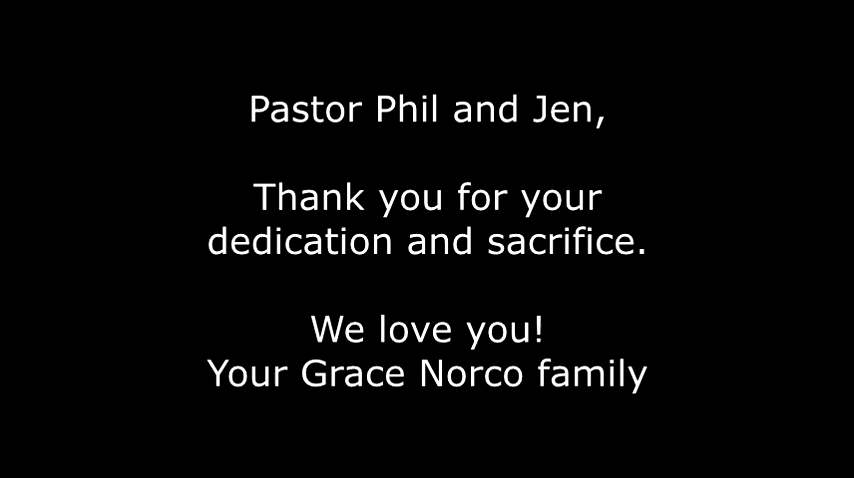 Pastor Phil and Jen,
Thank you for your
dedication and sacrifice.
We love you!
Your Grace Norco family